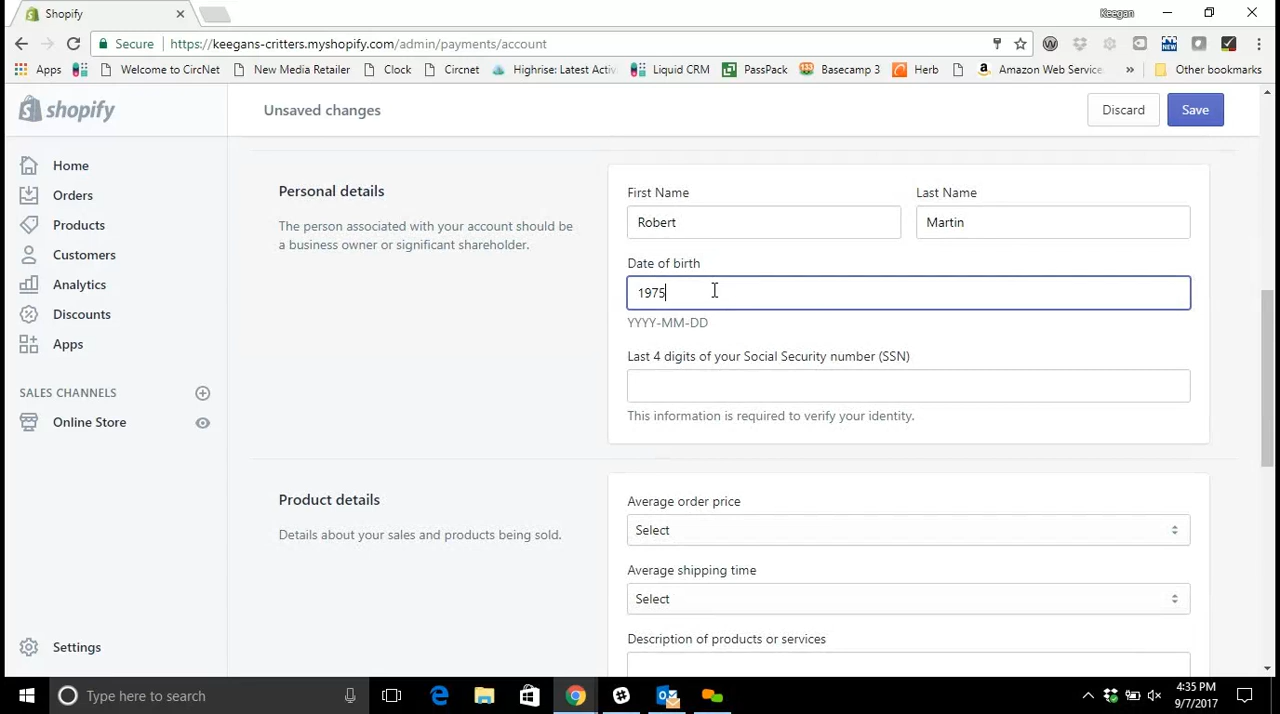 Shopify
Keegan
Secure
https://keegans-critters.myshopify.com/admin/payments/account
Apps
Welcome to CircNet
New Media Retailer
Clock
Circnet
Highrise: Latest Activ
Liquid CRM
PassPack
Basecamp 3
Herb
Amazon Web Service
»
Other bookmarks
shopify
Unsaved changes
Discard
Save
Home
Orders
Products
Customers
Analytics
Discounts
Apps
SALES CHANNELS
Online Store
Settings
Personal details
The person associated with your account should be
a business owner or significant shareholder.
First Name
Last Name
Robert
Martin
Date of birth
1975
YYYY-MM-DD
Last 4 digits of your Social Security number (SSN)
This information is required to verify your identity.
Product details
Details about your sales and products being sold.
Average order price
Select
Average shipping time
Select
Description of products or services
Type here to search
4:35 PM
9/7/2017